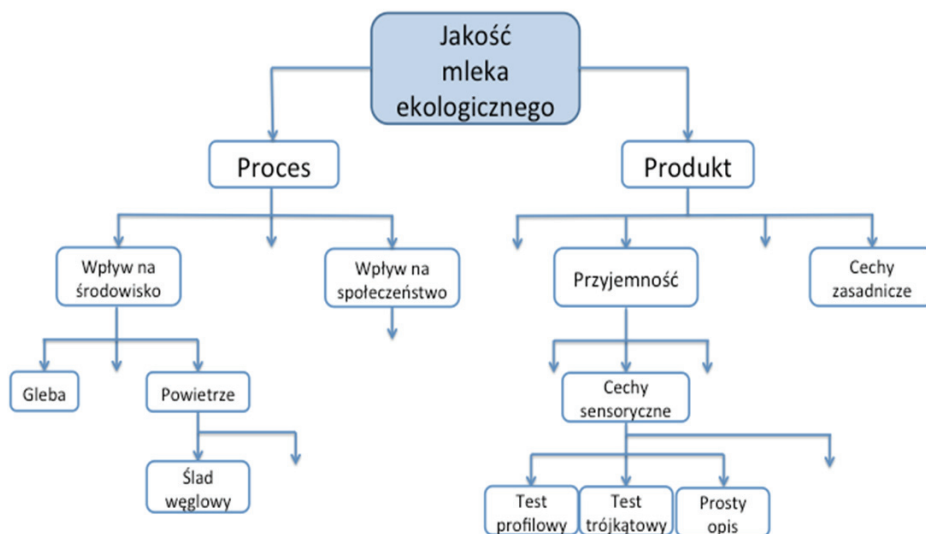 Jakość
mleka
ekologicznego
Proces
Produkt
Wpływ na
środowisko
Wpływ na
społeczeństwo
Przyjemność
Cechy
zasadnicze
Gleba
Powietrze
Cechy
sensoryczne
Ślad
węglowy
Test
profilowy
Test
trójkątowy
Prosty
opis